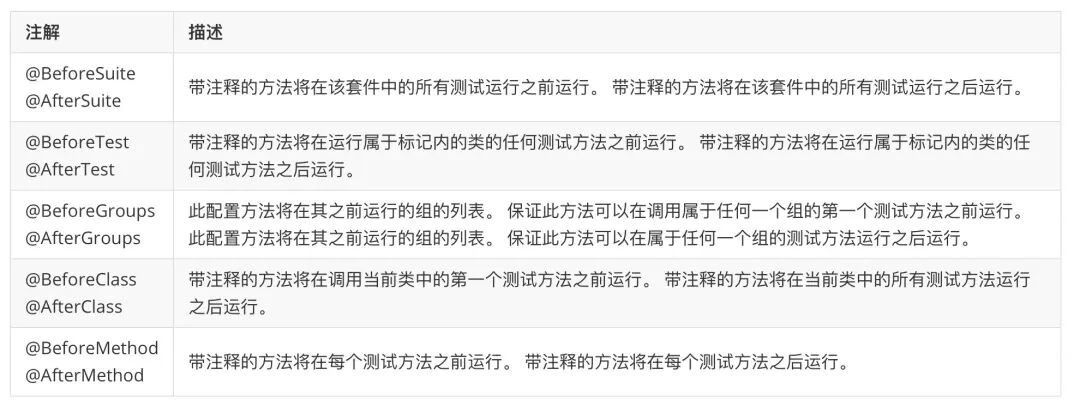 注解 描述
@BeforeSuite
@AfterSuite
带注释的方法将在该套件中的所有测试运行之前运行。 带注释的方法将在该套件中的所有测试运行之后运行。
@BeforeTest
@AfterTest
带注释的方法将在运行属于标记内的类的任何测试方法之前运行。 带注释的方法将在运行属于标记内的类的任
何测试方法之后运行。
@BeforeGroups
@AfterGroups
此配置方法将在其之前运行的组的列表。 保证此方法可以在调用属于任何一个组的第一个测试方法之前运行。
此配置方法将在其之前运行的组的列表。 保证此方法可以在属于任何一个组的测试方法运行之后运行。
@BeforeClass
@AfterClass
带注释的方法将在调用当前类中的第一个测试方法之前运行。 带注释的方法将在当前类中的所有测试方法运行
之后运行。
@BeforeMethod
@AfterMethod
带注释的方法将在每个测试方法之前运行。 带注释的方法将在每个测试方法之后运行。